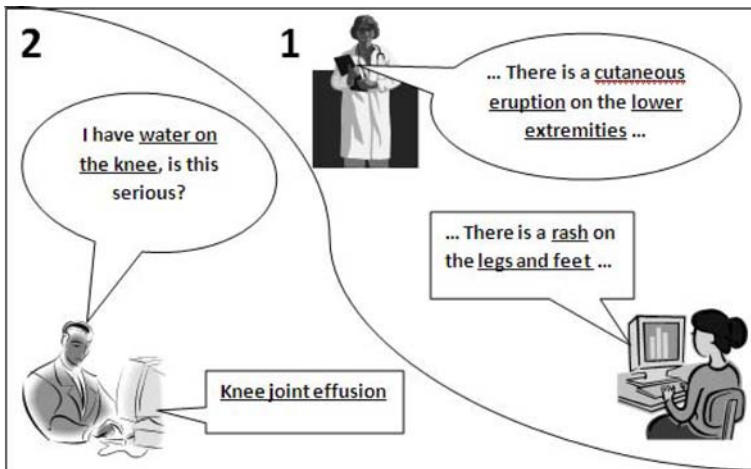 2
1
... There is a cutaneous
eruption on the lower
extremities ...
I have water on
the knee, is this
serious?
... There is a rash on
the legs and feet ...
Knee joint effusion